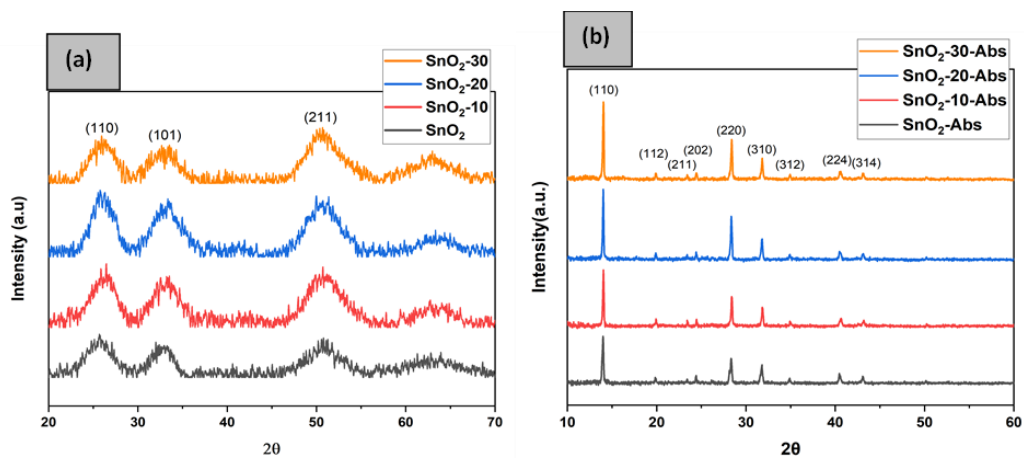 (a)
SnO₂-30
SnO₂-20
SnO₂-10
SnO₂
(110)
(101)
(211)
Intensity (a.u)
20 30 40 50 60 70
2θ
(b)
SnO₂-30-Abs
SnO₂-20-Abs
SnO₂-10-Abs
SnO₂-Abs
(110)
(112)
(211)
(202)
(220)
(310)
(312)
(224)
(314)
Intensity(a.u.)
10 20 30 40 50 60
2θ